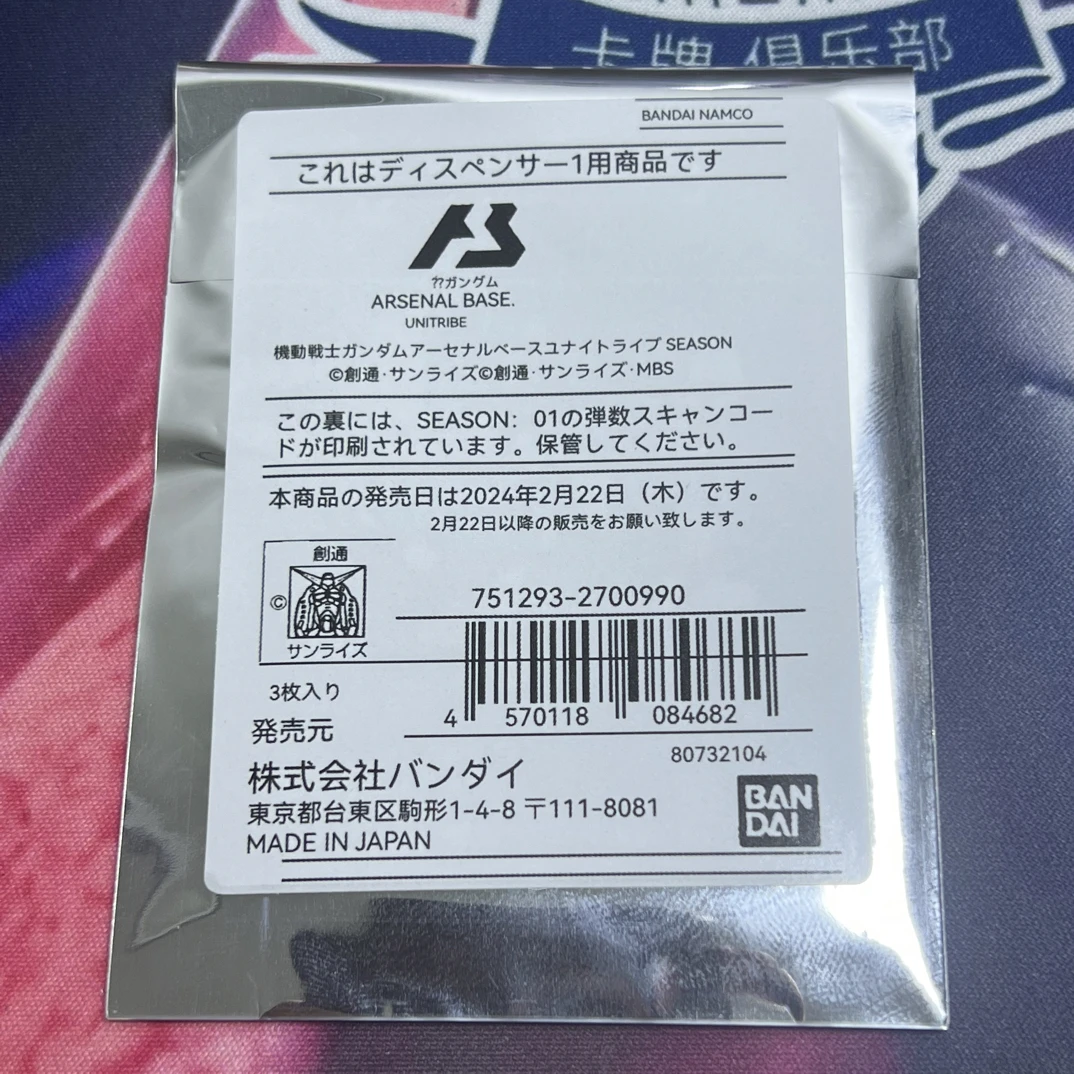 卡牌 俱乐部
BANDAI NAMCO
これはディスペンサー1用商品です
??ガングム
ARSENAL BASE.
UNITRIBE
機動戦士ガンダムアーセナルベースユナイトライブ SEASON
©創通·サンライズ©創通·サンライズ·MBS
この裏には、SEASON：01の弾数スキャンコー
ドが印刷されています。保管してください。
本商品の発売日は2024年2月22日（木）です。
2月22日以降の販売をお願い致します。
創通
©
サンライズ
751293-2700990
4 570118 084682
3枚入り
発売元
80732104
株式会社バンダイ
東京都台東区駒形1-4-8 〒111-8081
MADE IN JAPAN
BAN
DAI